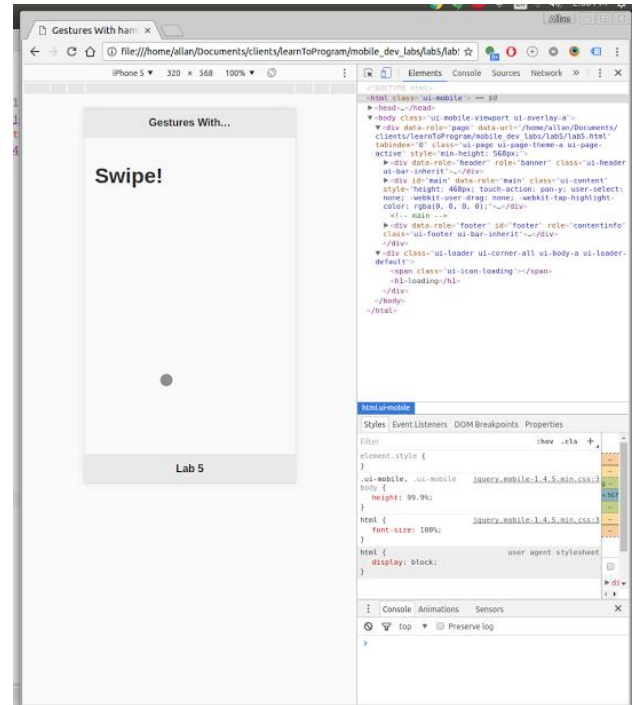 Allan
Gestures With ham
file:///home/allan/Documents/clients/learnToProgram/mobile_dev_labs/lab5/lab!
iPhone 5 ▼ 320 × 568 100% ▼
Elements Console Sources Network » ⋮ ×
Gestures With...
Swipe!
Lab 5
<!DOCTYPE html>
<html class="ui-mobile"> == $0
▶<head>…</head>
▼<body class="ui-mobile-viewport ui-overlay-a">
▼<div data-role="page" data-url="/home/allan/Documents/
clients/learnToProgram/mobile_dev_labs/lab5/lab5.html"
tabindex="0" class="ui-page ui-page-theme-a ui-page-
active" style="min-height: 568px;">
▶<div data-role="header" role="banner" class="ui-header
ui-bar-inherit">…</div>
▶<div id="main" data-role="main" class="ui-content"
style="height: 468px; touch-action: pan-y; user-select:
none; -webkit-user-drag: none; -webkit-tap-highlight-
color: rgba(0, 0, 0, 0);">…</div>
<!-- main -->
▶<div data-role="footer" id="footer" role="contentinfo"
class="ui-footer ui-bar-inherit">…</div>
</div>
▼<div class="ui-loader ui-corner-all ui-body-a ui-loader-
default">
<span class="ui-icon-loading"></span>
<h1>loading</h1>
</div>
</body>
</html>
html.ui-mobile
Styles Event Listeners DOM Breakpoints Properties
Filter :hov .cls +
element.style {
}
.ui-mobile, .ui-mobile jquery.mobile-1.4.5.min.css:3
body {
height: 99.9%;
}
html { jquery.mobile-1.4.5.min.css:3
font-size: 100%;
}
html { user agent stylesheet
display: block;
}
567
▶ di
Console Animations Sensors ×
top ▼ Preserve log
>